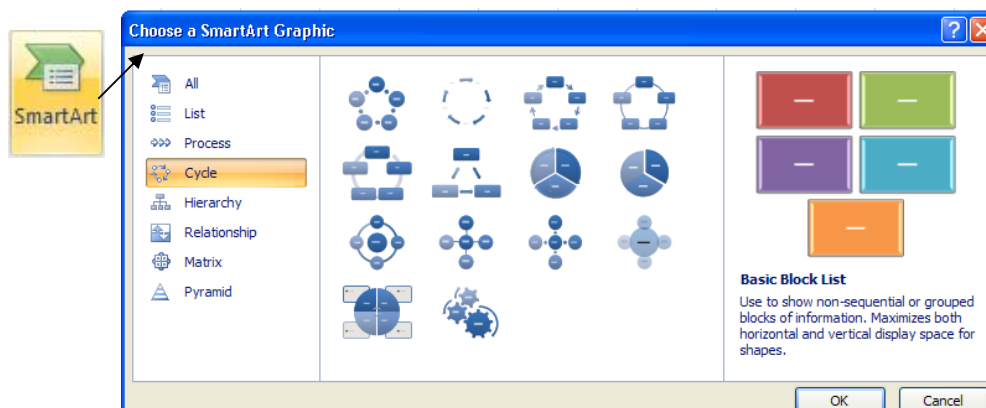 SmartArt
Choose a SmartArt Graphic
All
List
Process
Cycle
Hierarchy
Relationship
Matrix
Pyramid
Basic Block List
Use to show non-sequential or grouped
blocks of information. Maximizes both
horizontal and vertical display space for
shapes.
OK
Cancel